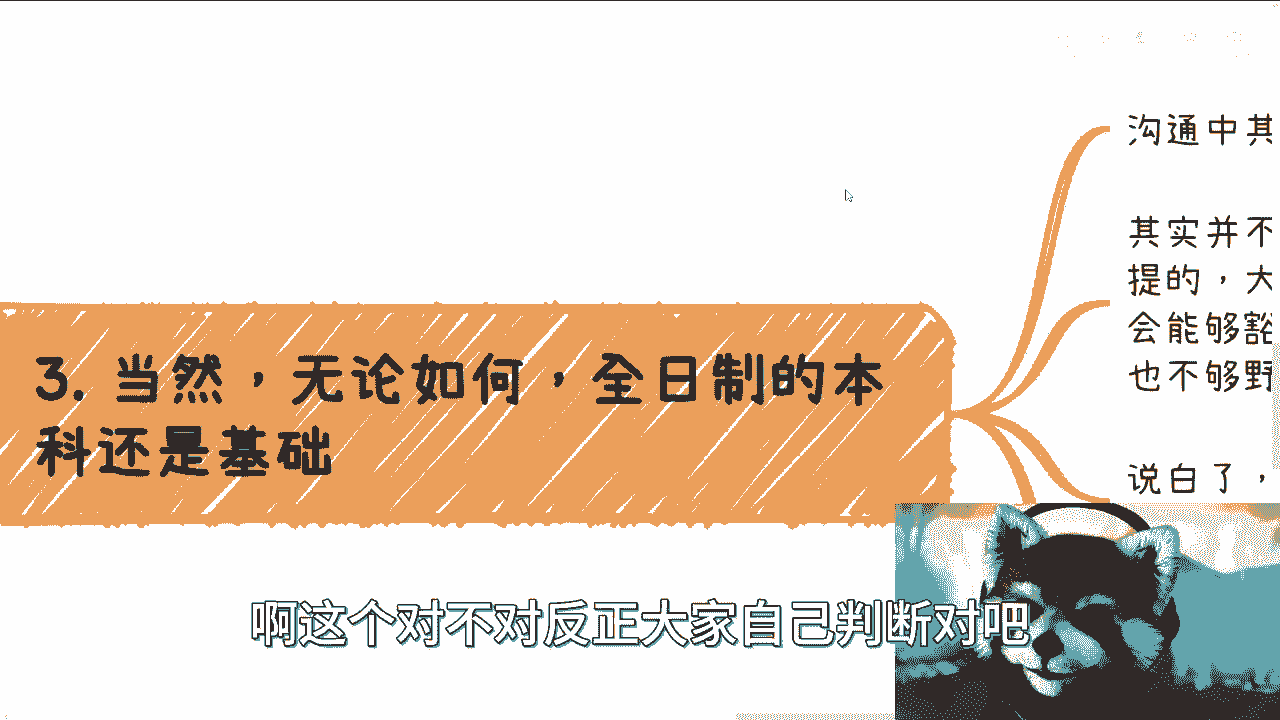 3. 当然，无论如何，全日制的本
科还是基础
沟通中其
其实并不
提的，大
会能够豁
也不够野
说白了，
啊这个对不对反正大家自己判断对吧